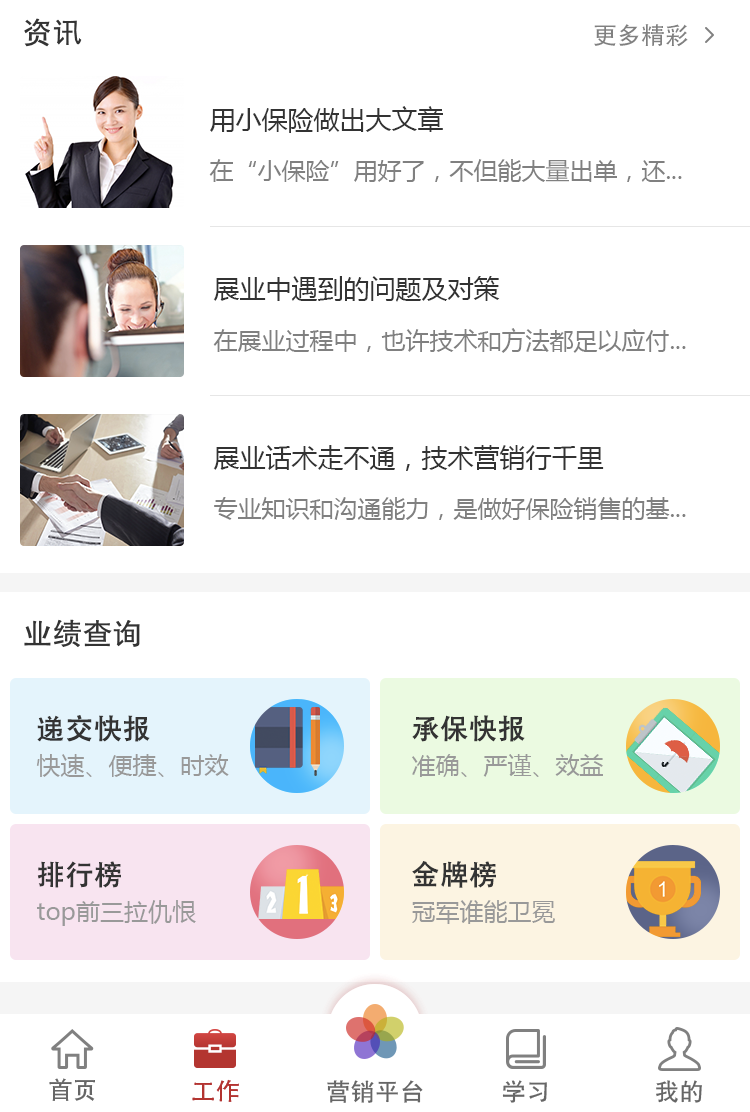 资讯
更多精彩
用小保险做出大文章
在“小保险”用好了，不但能大量出单，还...
展业中遇到的问题及对策
在展业过程中，也许技术和方法都足以应付...
展业话术走不通，技术营销行千里
专业知识和沟通能力，是做好保险销售的基...
业绩查询
递交快报
快速、便捷、时效
承保快报
准确、严谨、效益
排行榜
top前三拉仇恨
2 1 3
金牌榜
冠军谁能卫冕
1
首页
工作
营销平台
学习
我的